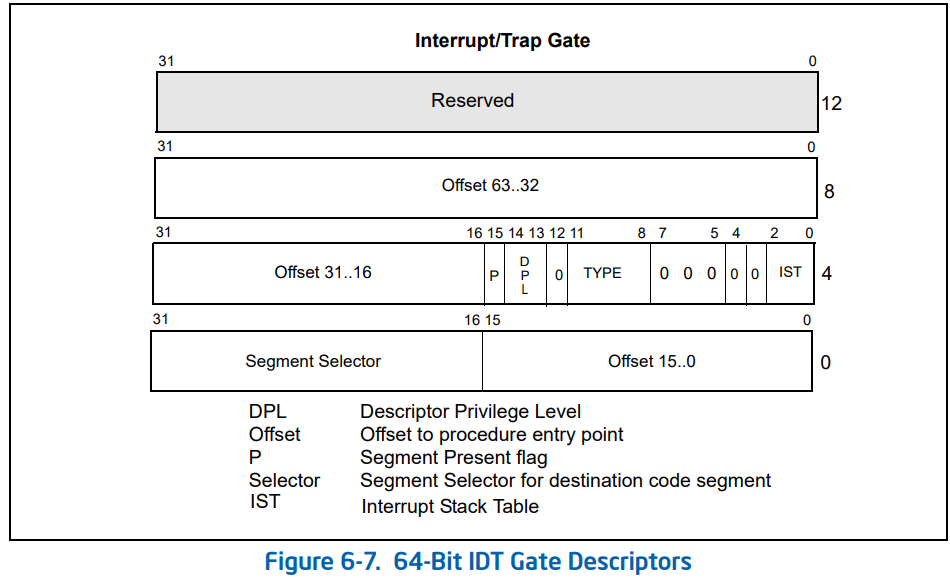 Interrupt/Trap Gate
31 0
Reserved 12
31 0
Offset 63..32 8
31 16 15 14 13 12 11 8 7 5 4 2 0
Offset 31..16 P DPL 0 TYPE 0 0 0 0 0 IST 4
31 16 15 0
Segment Selector Offset 15..0 0
DPL Descriptor Privilege Level
Offset Offset to procedure entry point
P Segment Present flag
Selector Segment Selector for destination code segment
IST Interrupt Stack Table
Figure 6-7. 64-Bit IDT Gate Descriptors